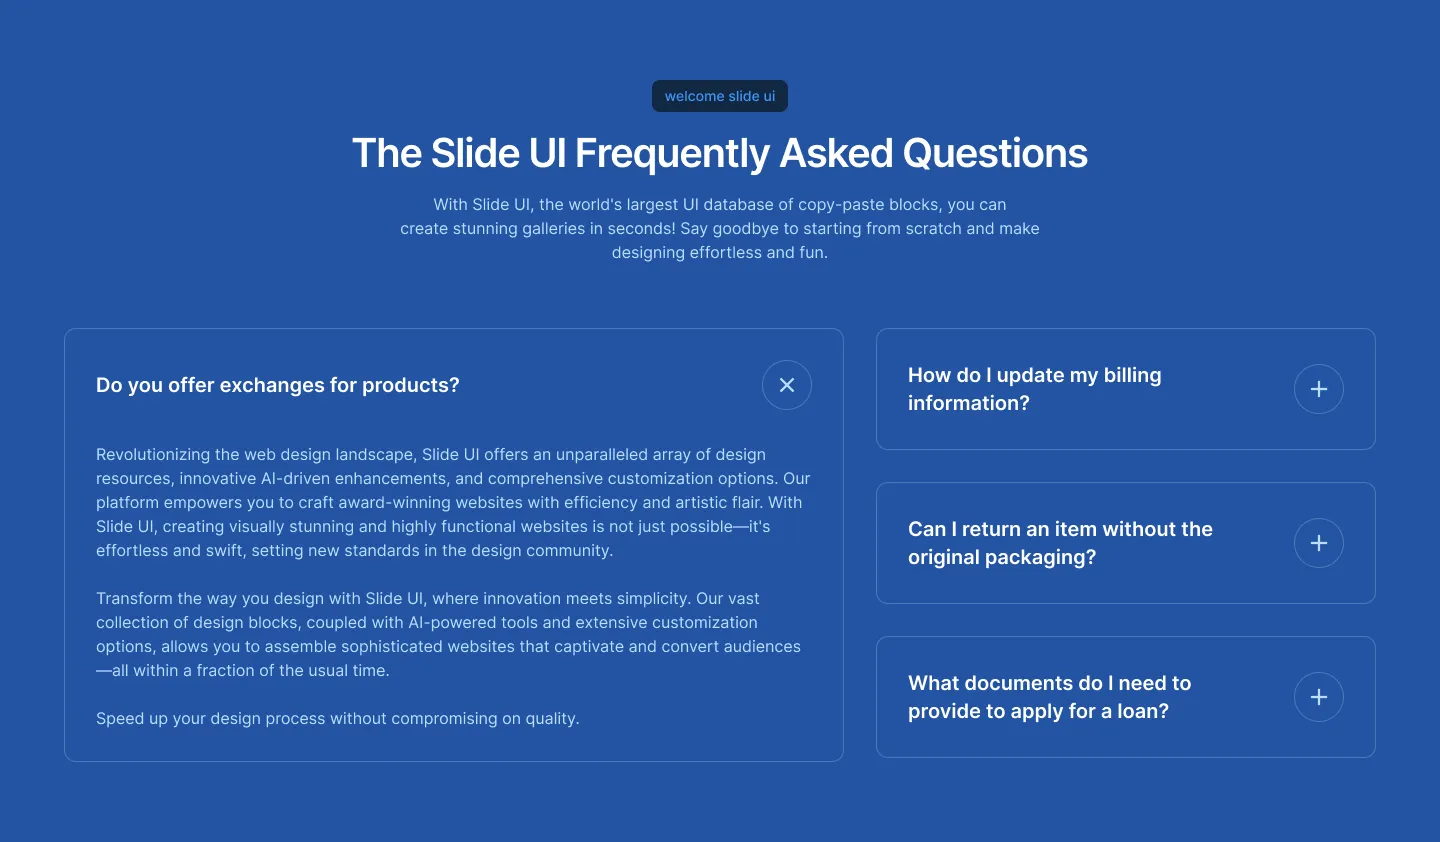 welcome slide ui
The Slide UI Frequently Asked Questions
With Slide UI, the world's largest UI database of copy-paste blocks, you can
create stunning galleries in seconds! Say goodbye to starting from scratch and make
designing effortless and fun.
Do you offer exchanges for products?
Revolutionizing the web design landscape, Slide UI offers an unparalleled array of design
resources, innovative AI-driven enhancements, and comprehensive customization options. Our
platform empowers you to craft award-winning websites with efficiency and artistic flair. With
Slide UI, creating visually stunning and highly functional websites is not just possible—it's
effortless and swift, setting new standards in the design community.
Transform the way you design with Slide UI, where innovation meets simplicity. Our vast
collection of design blocks, coupled with AI-powered tools and extensive customization
options, allows you to assemble sophisticated websites that captivate and convert audiences
—all within a fraction of the usual time.
Speed up your design process without compromising on quality.
How do I update my billing
information?
Can I return an item without the
original packaging?
What documents do I need to
provide to apply for a loan?